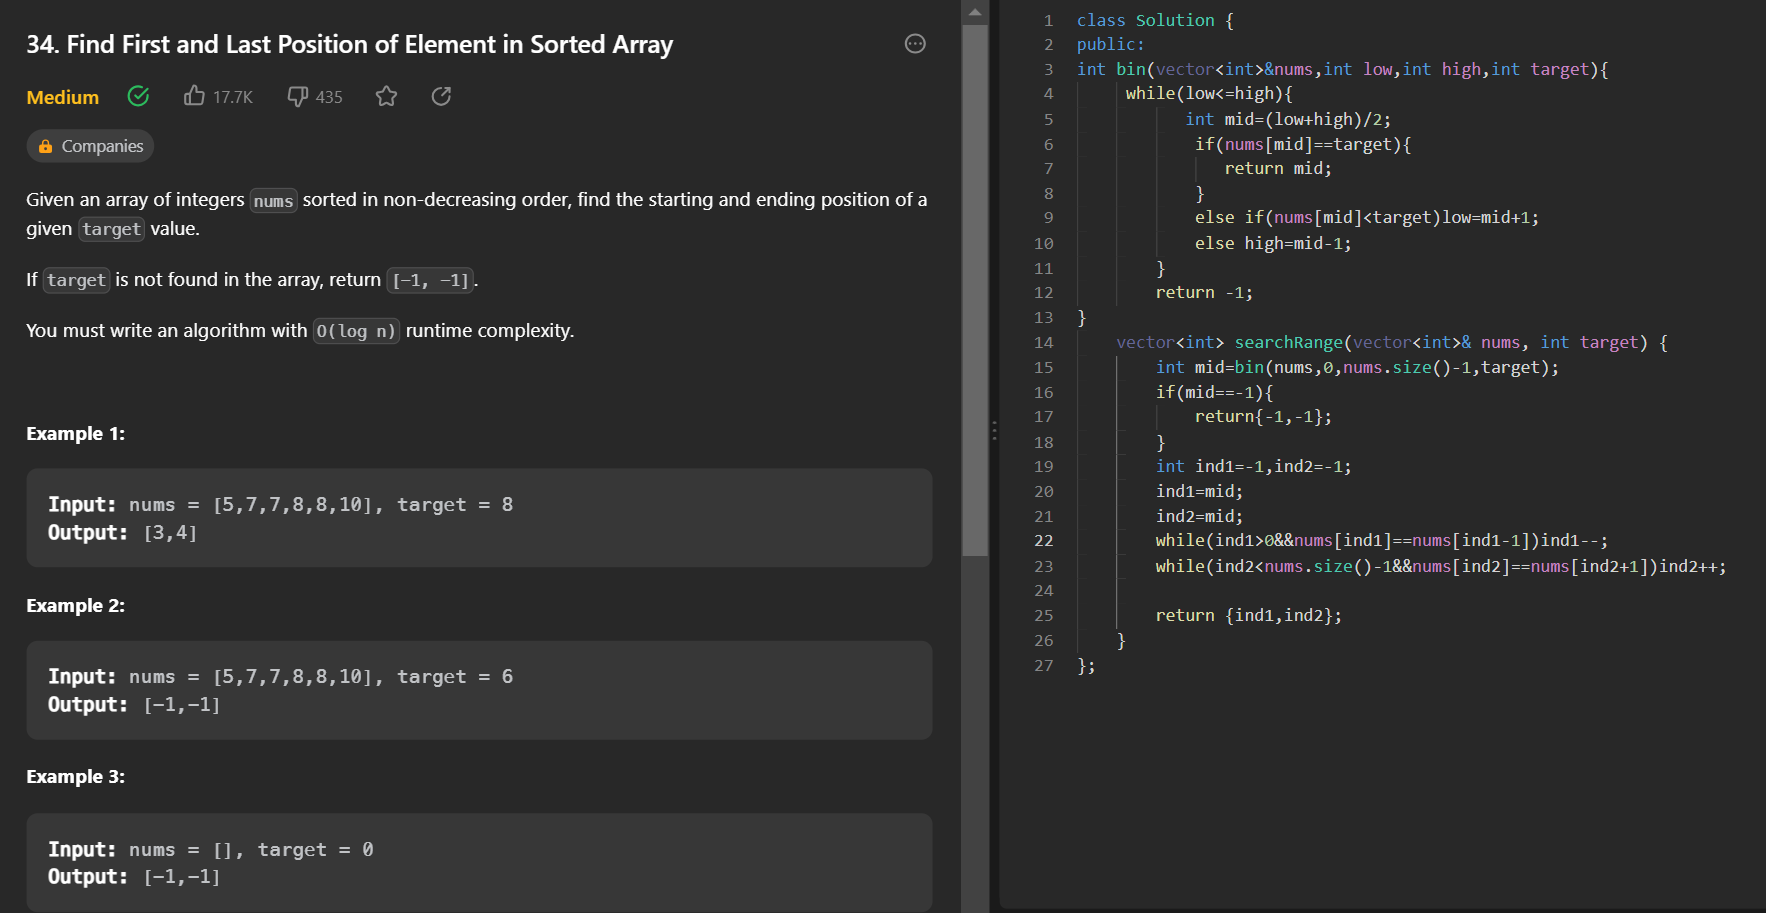 34. Find First and Last Position of Element in Sorted Array
Medium 17.7K 435
Companies
Given an array of integers nums sorted in non-decreasing order, find the starting and ending position of a
given target value.
If target is not found in the array, return [-1, -1].
You must write an algorithm with O(log n) runtime complexity.
Example 1:
Input: nums = [5,7,7,8,8,10], target = 8
Output: [3,4]
Example 2:
Input: nums = [5,7,7,8,8,10], target = 6
Output: [-1,-1]
Example 3:
Input: nums = [], target = 0
Output: [-1,-1]
1 class Solution {
2 public:
3 int bin(vector<int>&nums,int low,int high,int target){
4 while(low<=high){
5 int mid=(low+high)/2;
6 if(nums[mid]==target){
7 return mid;
8 }
9 else if(nums[mid]<target)low=mid+1;
10 else high=mid-1;
11 }
12 return -1;
13 }
14 vector<int> searchRange(vector<int>& nums, int target) {
15 int mid=bin(nums,0,nums.size()-1,target);
16 if(mid==-1){
17 return{-1,-1};
18 }
19 int ind1=-1,ind2=-1;
20 ind1=mid;
21 ind2=mid;
22 while(ind1>0&&nums[ind1]==nums[ind1-1])ind1--;
23 while(ind2<nums.size()-1&&nums[ind2]==nums[ind2+1])ind2++;
24
25 return {ind1,ind2};
26 }
27 };